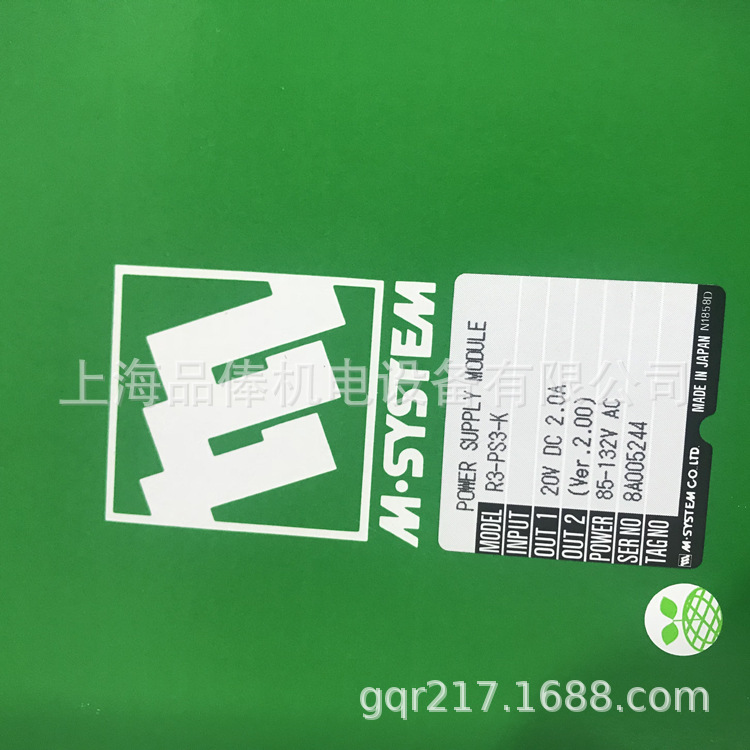 M·SYSTEM
POWER SUPPLY MODULE
MODEL R3-PS3-K
INPUT
OUT 1 20V DC 2.0A
OUT 2 (Ver.2.00)
POWER 85-132V AC
SER NO 8A005244
TAG NO
M·SYSTEM CO.,LTD. MADE IN JAPAN N1858D
上海品俸机电设备有限公司
gqr217.1688.com